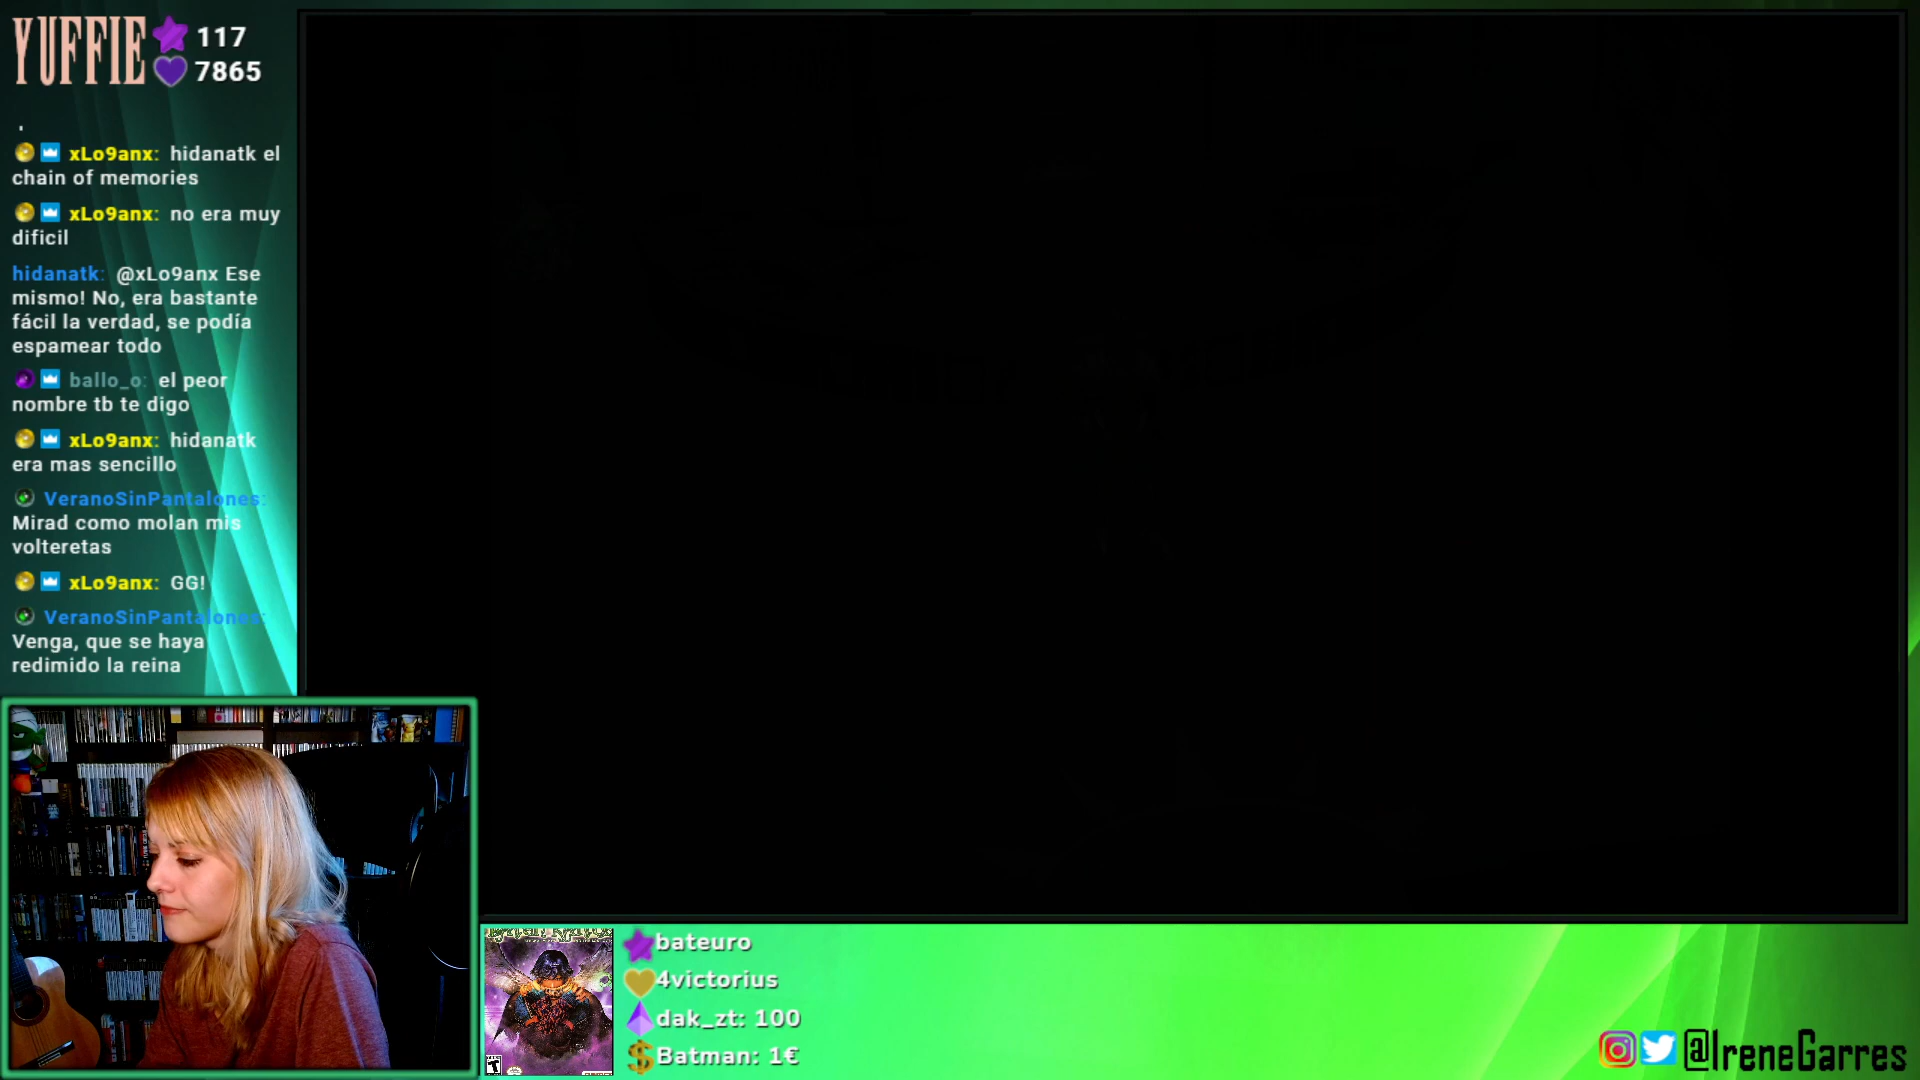 YUFFIE
117
7865
xLo9anx: hidanatk el
chain of memories
xLo9anx: no era muy
dificil
hidanatk: @xLo9anx Ese
mismo! No, era bastante
fácil la verdad, se podía
espamear todo
ballo_o: el peor
nombre tb te digo
xLo9anx: hidanatk
era mas sencillo
VeranoSinPantalones:
Mirad como molan mis
volteretas
xLo9anx: GG!
VeranoSinPantalones:
Venga, que se haya
redimido la reina
bateuro
4victorius
dak_zt: 100
Batman: 1€
@IreneGarres